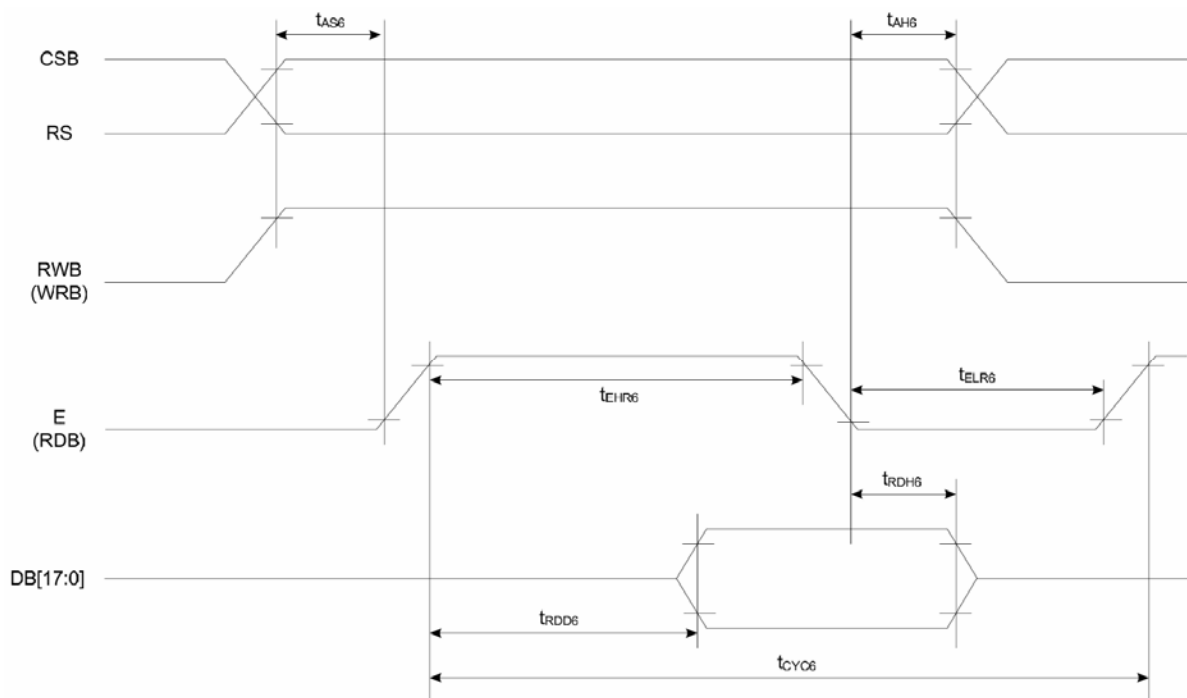 tAS6
tAH6
CSB
RS
RWB
(WRB)
E
(RDB)
tEHR6
tELR6
tRDH6
DB[17:0]
tRDD6
tCYC6